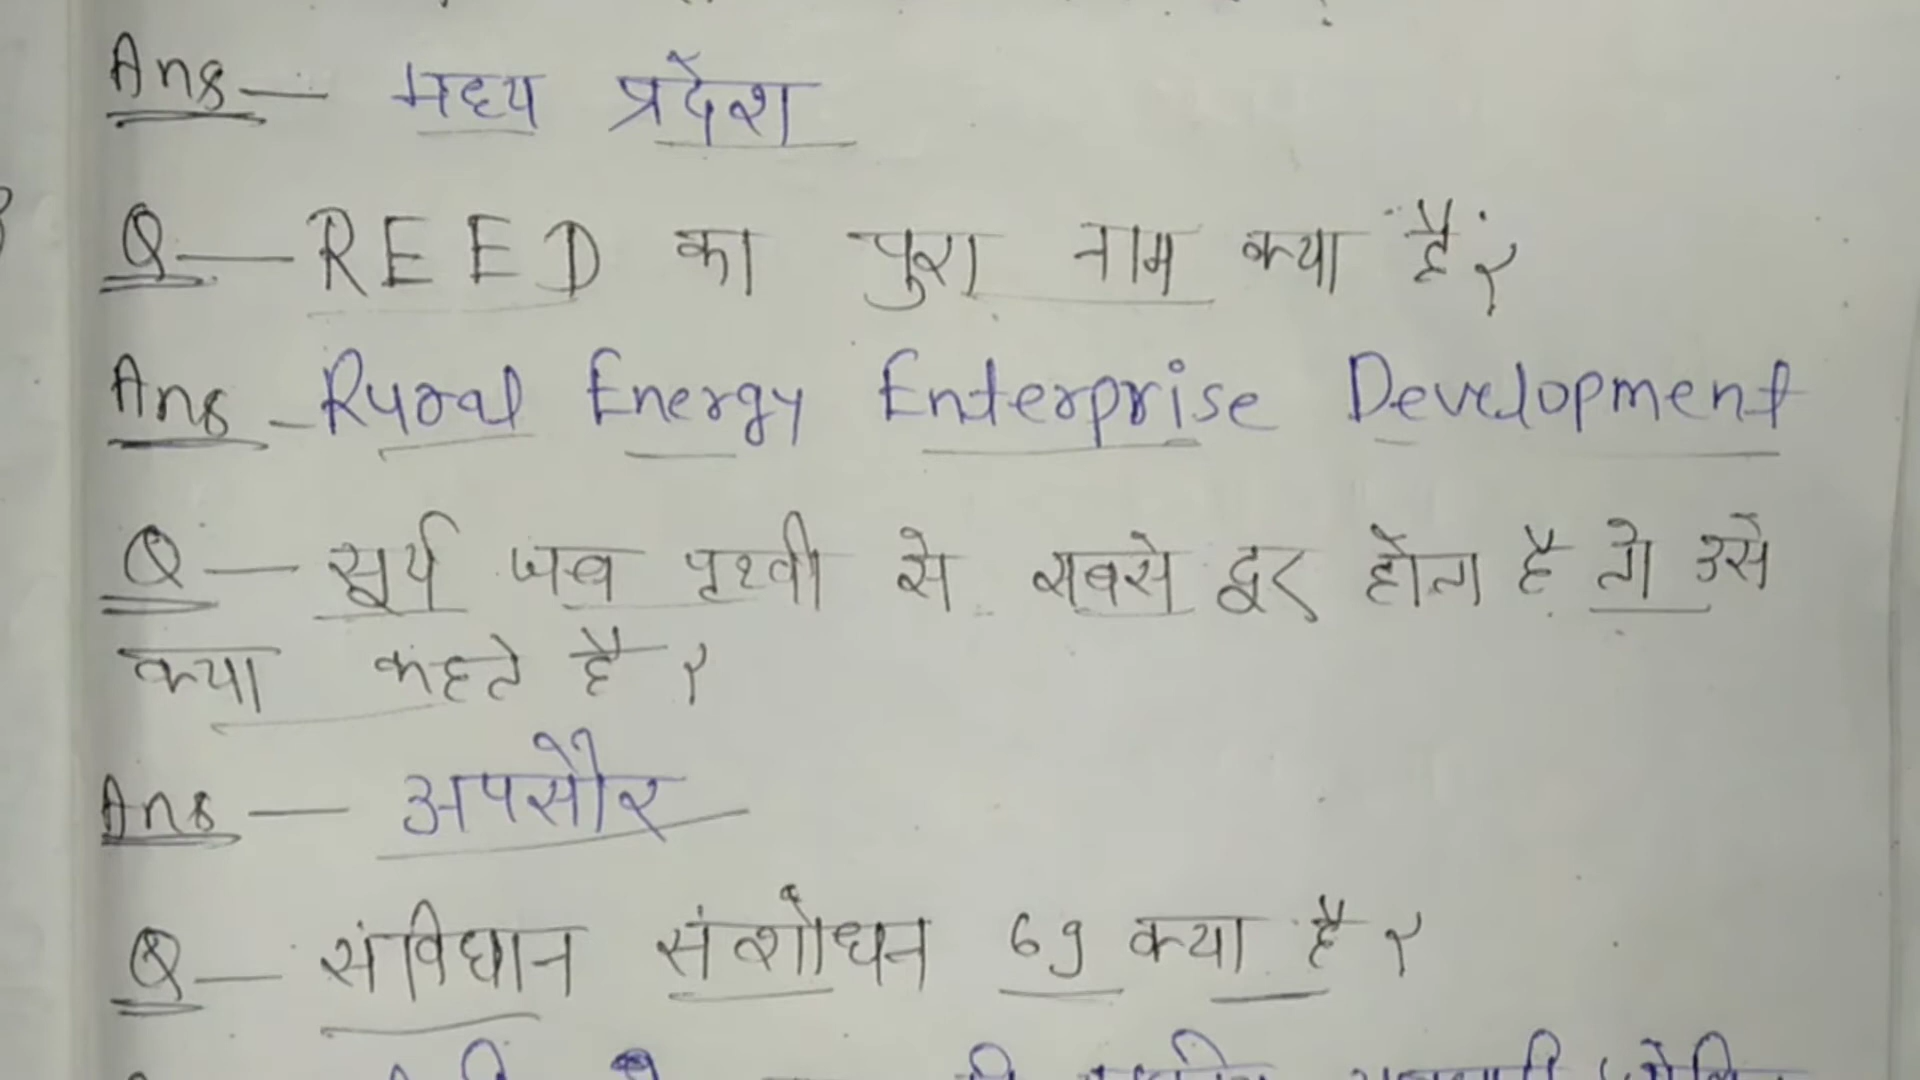 Ans— मध्य प्रदेश
Q— REED का पुरा नाम क्या है?
Ans - Rural Energy Enterprise Development
Q— सूर्य जब पृथ्वी से सबसे दूर होता है तो उसे
क्या कहते है?
Ans — अपसौर
Q— संविधान संशोधन 69 क्या है?